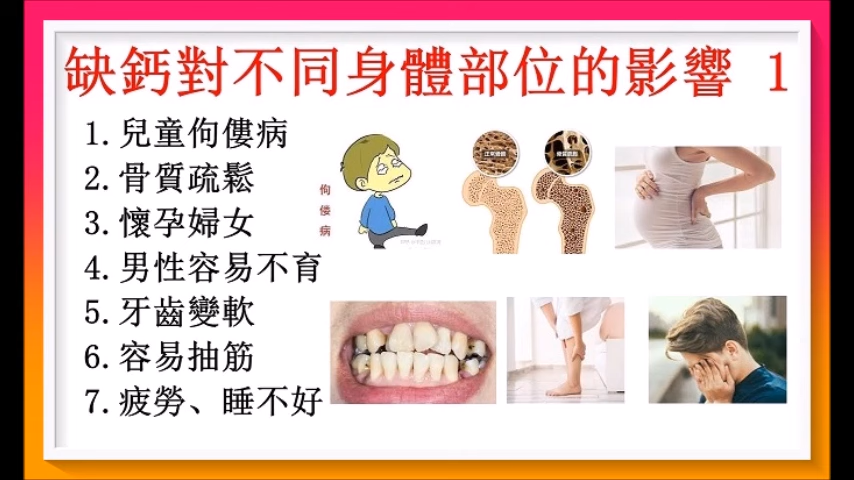 缺鈣對不同身體部位的影響 1
1.兒童佝僂病
2.骨質疏鬆
3.懷孕婦女
4.男性容易不育
5.牙齒變軟
6.容易抽筋
7.疲勞、睡不好
佝
僂
病